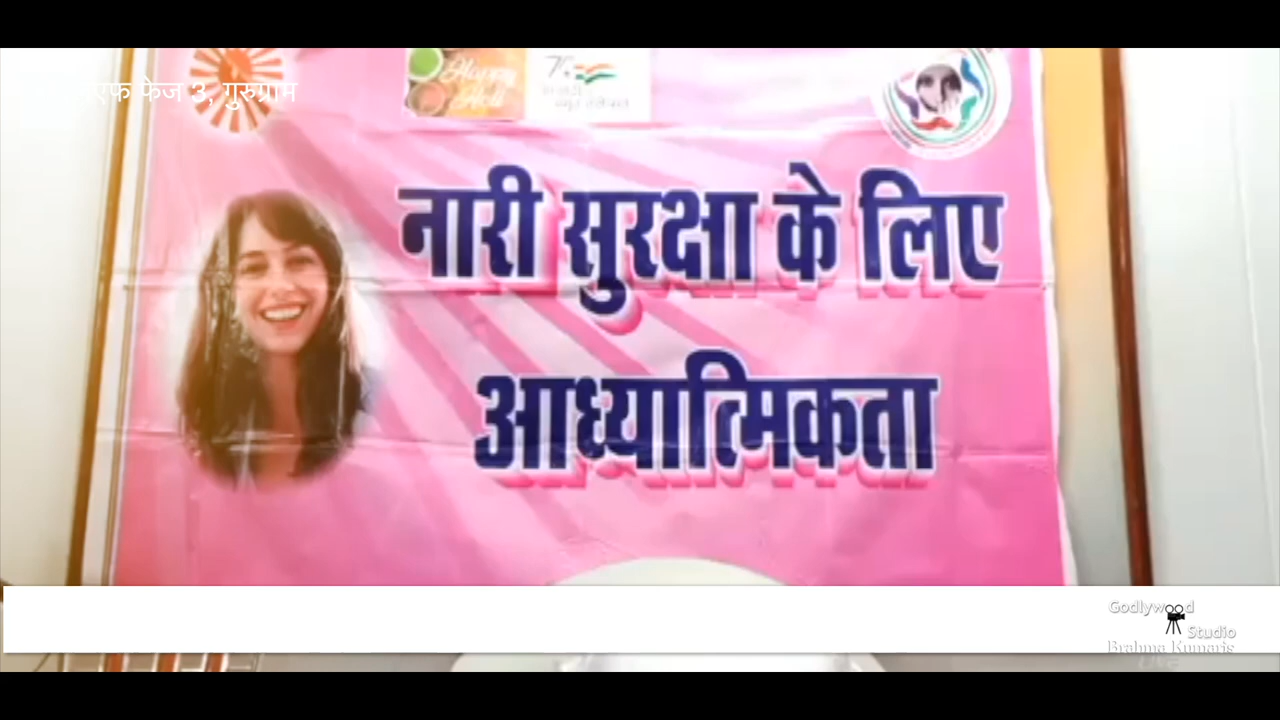 फेज 3, गुरुग्राम
Happy
Holi
नारी सुरक्षा के लिए
आध्यात्मिकता
Godlywood
Studio
Brahma Kumaris